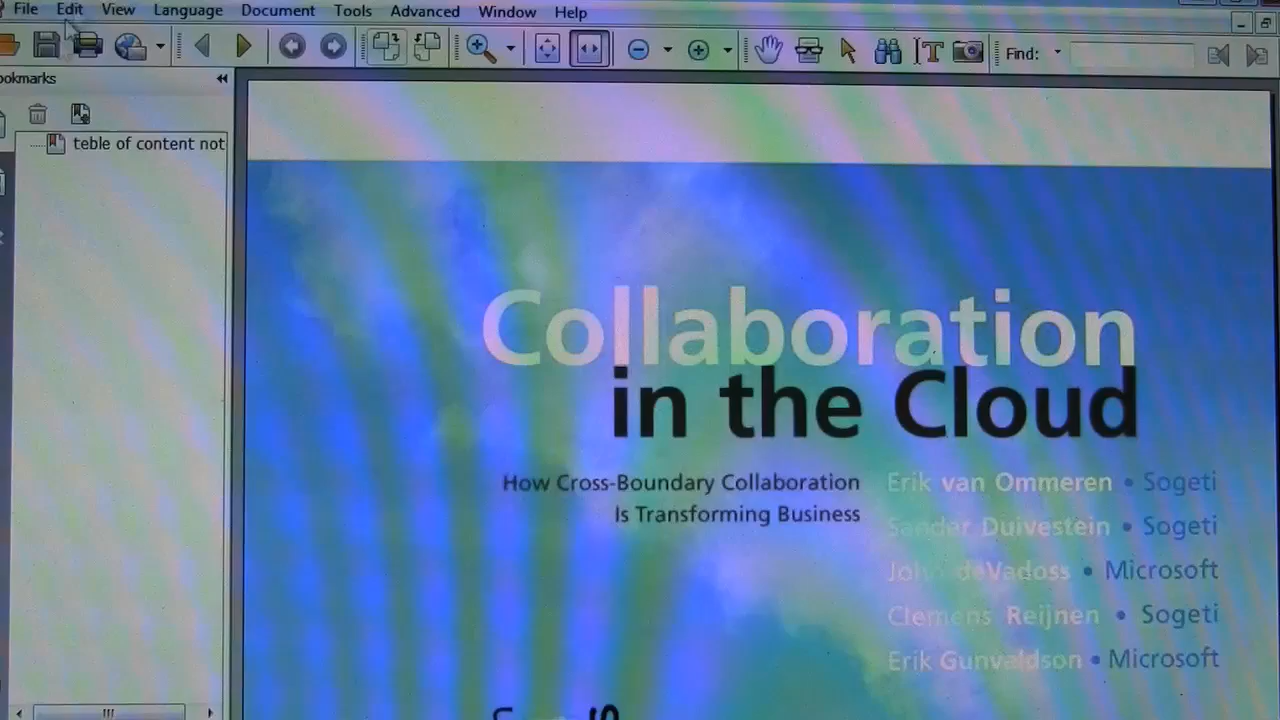 File Edit View Language Document Tools Advanced Window Help
Find:
ookmarks
teble of content not
Collaboration
in the Cloud
How Cross-Boundary Collaboration
Is Transforming Business
Erik van Ommeren • Sogeti
Sander Duivestein • Sogeti
John deVadoss • Microsoft
Clemens Reijnen • Sogeti
Erik Gunvaldson • Microsoft